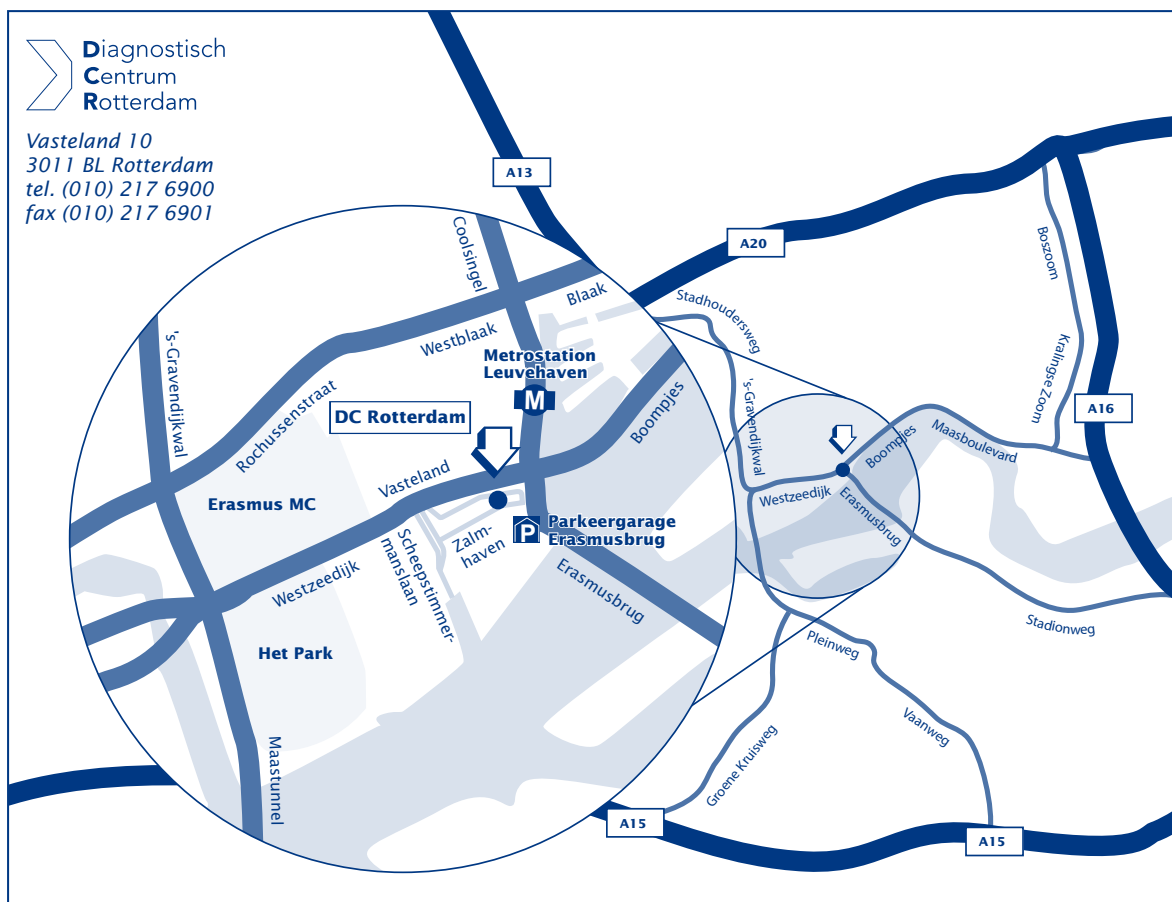 Diagnostisch
Centrum
Rotterdam
Vasteland 10
3011 BL Rotterdam
tel. (010) 217 6900
fax (010) 217 6901
A13
A20
A16
A15
A15
Coolsingel
Blaak
Westblaak
's-Gravendijkwal
Rochussenstraat
Metrostation
Leuvehaven
M
DC Rotterdam
Boompjes
Vasteland
Erasmus MC
P
Parkeergarage
Erasmusbrug
Zalm-
haven
Scheepstimmer-
manslaan
Westzeedijk
Erasmusbrug
Het Park
Maastunnel
Stadhoudersweg
's-Gravendijkwal
Boszoom
Kralingse Zoom
Boompjes
Maasboulevard
Westzeedijk
Erasmusbrug
Stadionweg
Pleinweg
Vaanweg
Groene Kruisweg